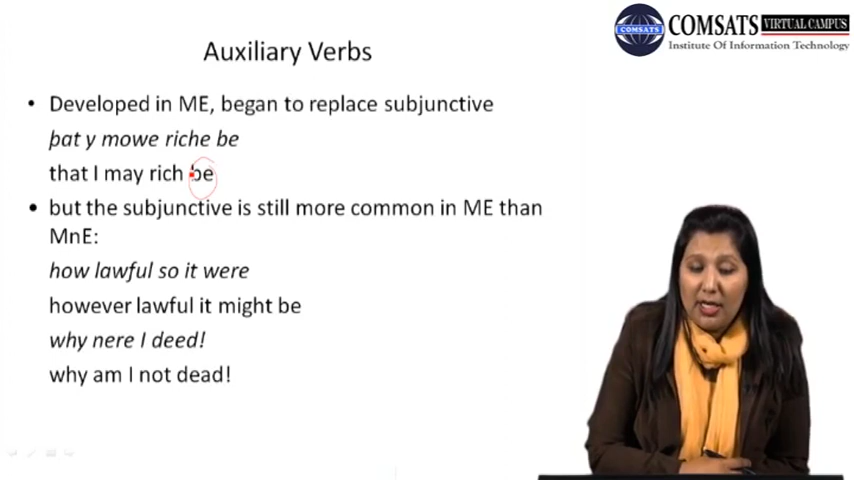 COMSATS VIRTUAL CAMPUS
COMSATS
Institute Of Information Technology
Auxiliary Verbs
• Developed in ME, began to replace subjunctive
þat y mowe riche be
that I may rich be
• but the subjunctive is still more common in ME than
MnE:
how lawful so it were
however lawful it might be
why nere I deed!
why am I not dead!